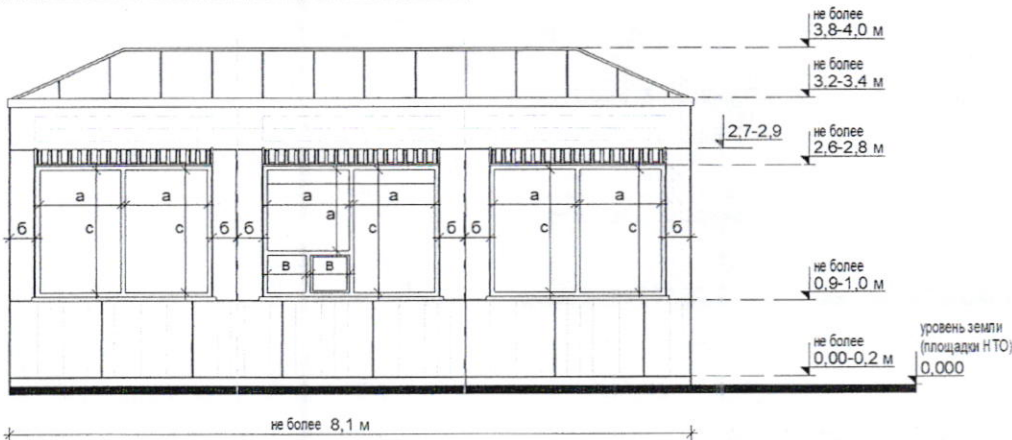 не более
3,8-4,0 м
не более
3,2-3,4 м
2,7-2,9
не более
2,6-2,8 м
а а а а а а
а
б с с б б с б б с с б
в в
не более
0,9-1,0 м
не более
0,00-0,2 м
уровень земли
(площадки НТО)
0,000
не более 8,1 м